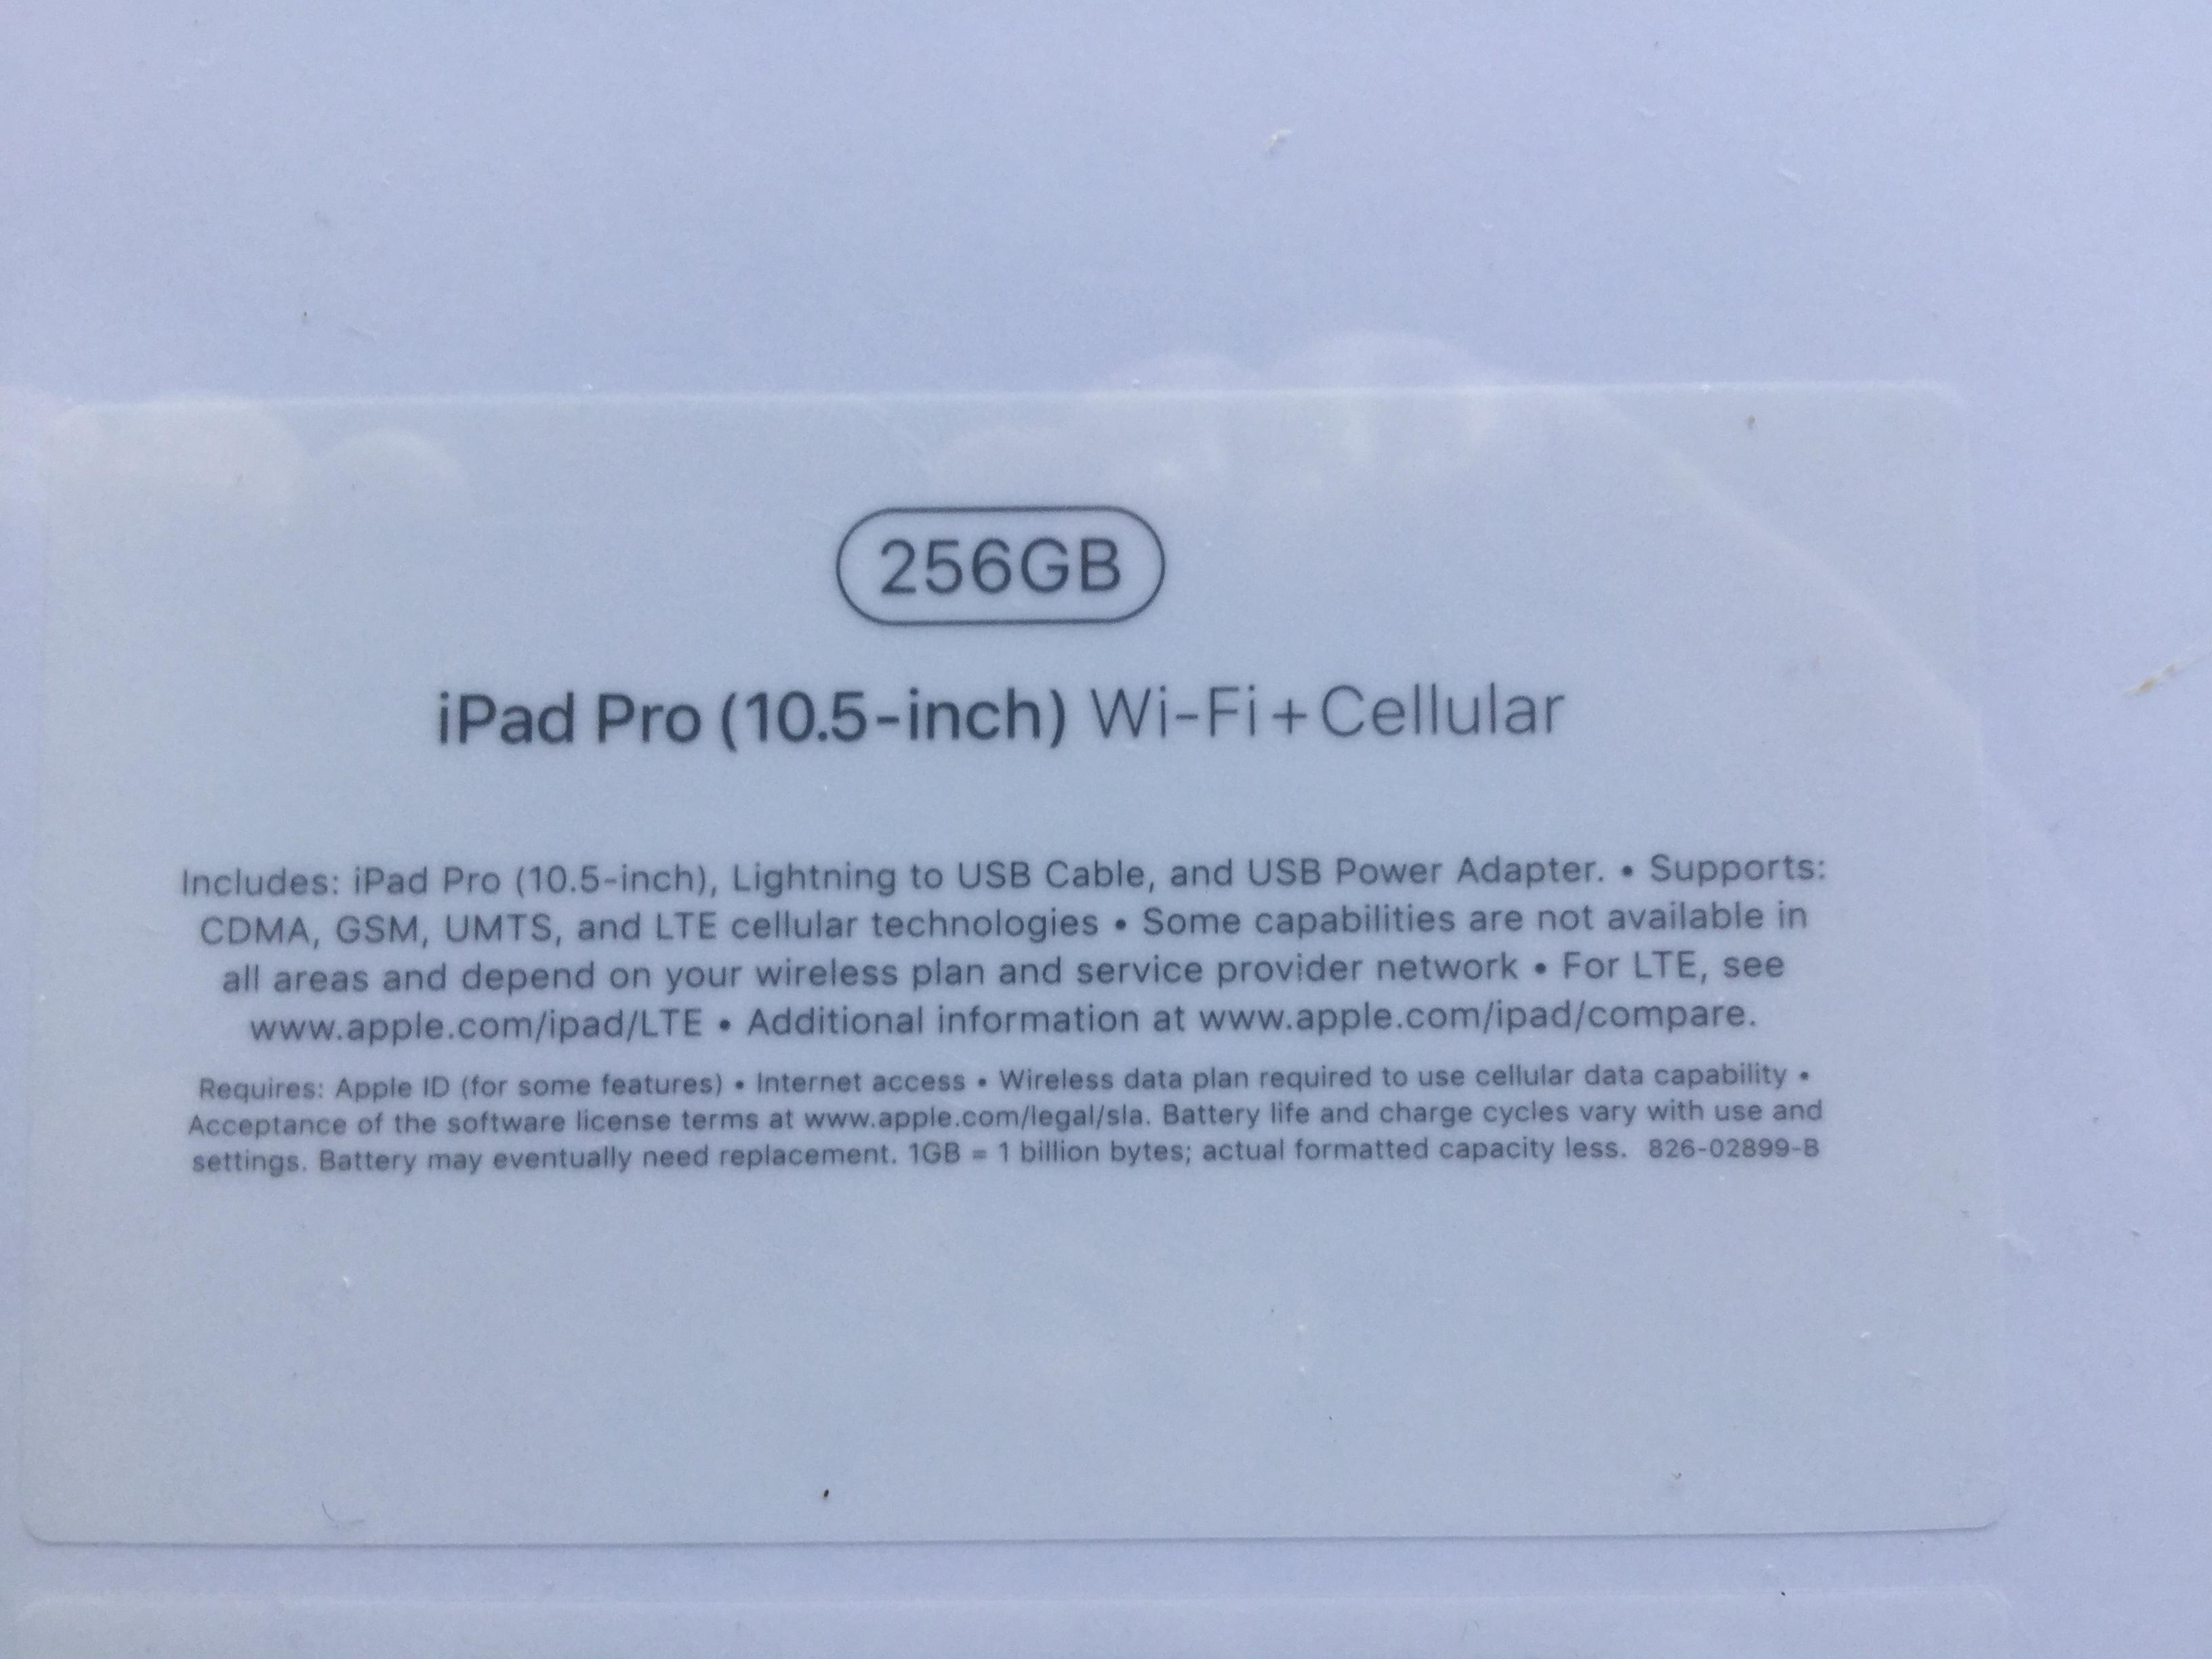 256GB
iPad Pro (10.5-inch) Wi-Fi + Cellular
Includes: iPad Pro (10.5-inch), Lightning to USB Cable, and USB Power Adapter. • Supports:
CDMA, GSM, UMTS, and LTE cellular technologies • Some capabilities are not available in
all areas and depend on your wireless plan and service provider network • For LTE, see
www.apple.com/ipad/LTE • Additional information at www.apple.com/ipad/compare.
Requires: Apple ID (for some features) • Internet access • Wireless data plan required to use cellular data capability •
Acceptance of the software license terms at www.apple.com/legal/sla. Battery life and charge cycles vary with use and
settings. Battery may eventually need replacement. 1GB = 1 billion bytes; actual formatted capacity less. 826-02899-B